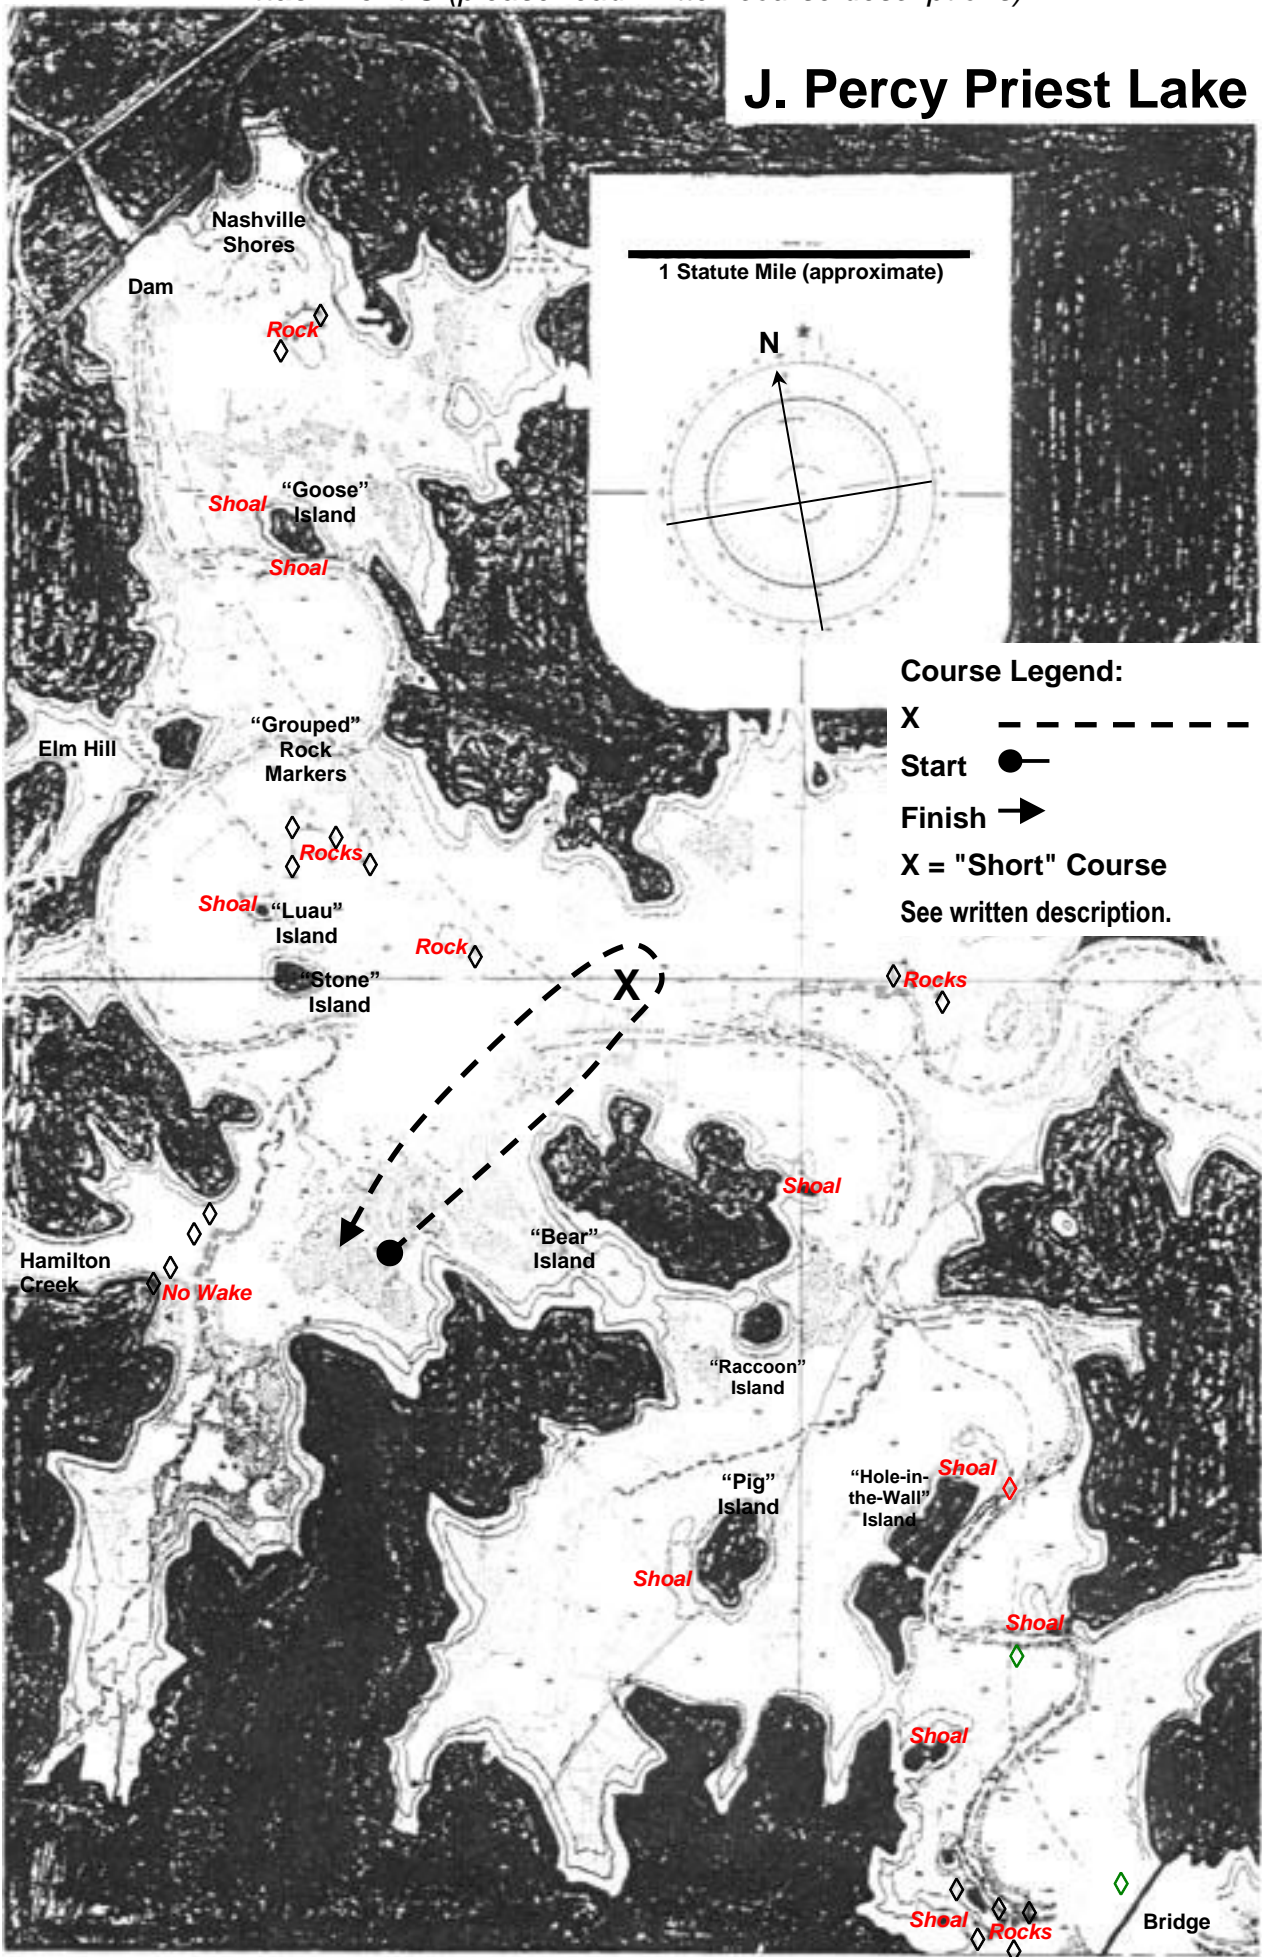 J. Percy Priest Lake
Nashville
Shores
1 Statute Mile (approximate)
Dam
Rock
N
Shoal
“Goose”
Island
Shoal
Course Legend:
X
Start
Finish
X = "Short" Course
See written description.
“Grouped”
Rock
Markers
Elm Hill
Rocks
Shoal
“Luau”
Island
Rock
“Stone”
Island
X
Rocks
Shoal
“Bear”
Island
Hamilton
Creek
No Wake
“Raccoon”
Island
“Pig”
Island
“Hole-in-
the-Wall”
Island
Shoal
Shoal
Shoal
Shoal
Shoal
Rocks
Bridge